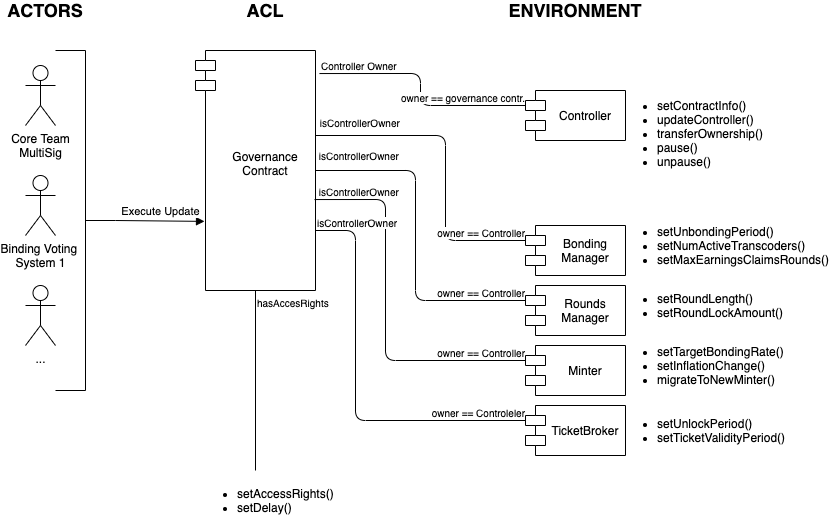 ACTORS
ACL
ENVIRONMENT
Core Team
MultiSig
Binding Voting
System 1
...
Execute Update
Governance
Contract
hasAccesRights
• setAccessRights()
• setDelay()
Controller Owner
owner == governance contr.
isControllerOwner
isControllerOwner
isControllerOwner
isControllerOwner
owner == Controller
owner == Controller
owner == Controller
owner == Controleler
Controller
• setContractInfo()
• updateController()
• transferOwnership()
• pause()
• unpause()
Bonding
Manager
• setUnbondingPeriod()
• setNumActiveTranscoders()
• setMaxEarningsClaimsRounds()
Rounds
Manager
• setRoundLength()
• setRoundLockAmount()
Minter
• setTargetBondingRate()
• setInflationChange()
• migrateToNewMinter()
TicketBroker
• setUnlockPeriod()
• setTicketValidityPeriod()